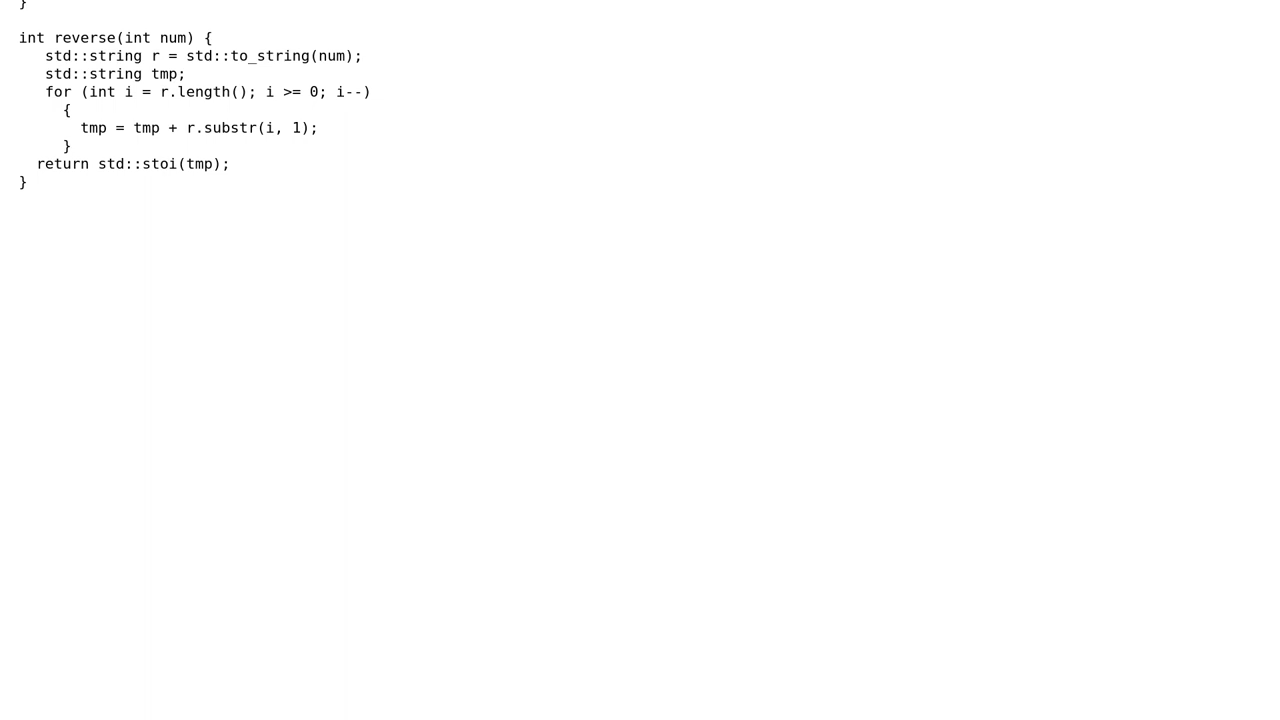 }
int reverse(int num) {
std::string r = std::to_string(num);
std::string tmp;
for (int i = r.length(); i >= 0; i--)
{
tmp = tmp + r.substr(i, 1);
}
return std::stoi(tmp);
}